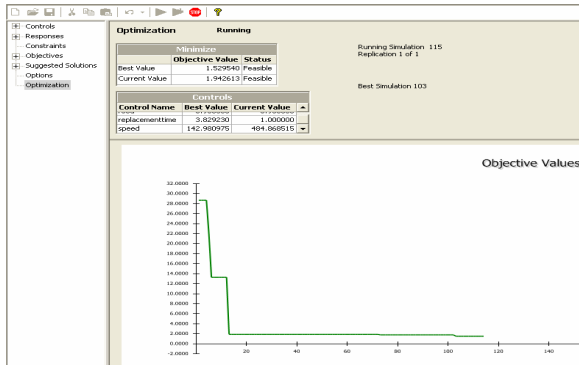 Controls
Responses
Constraints
Objectives
Suggested Solutions
Options
Optimization
Optimization Running
Minimize
Objective Value Status
Best Value 1.529540 Feasible
Current Value 1.942613 Feasible
Running Simulation 115
Replication 1 of 1
Best Simulation 103
Controls
Control Name Best Value Current Value
replacementtime 3.829230 1.000000
speed 142.980975 484.868515
Objective Values
32.0000
30.0000
28.0000
26.0000
24.0000
22.0000
20.0000
18.0000
16.0000
14.0000
12.0000
10.0000
8.0000
6.0000
4.0000
2.0000
0.0000
-2.0000
20 40 60 80 100 120 140